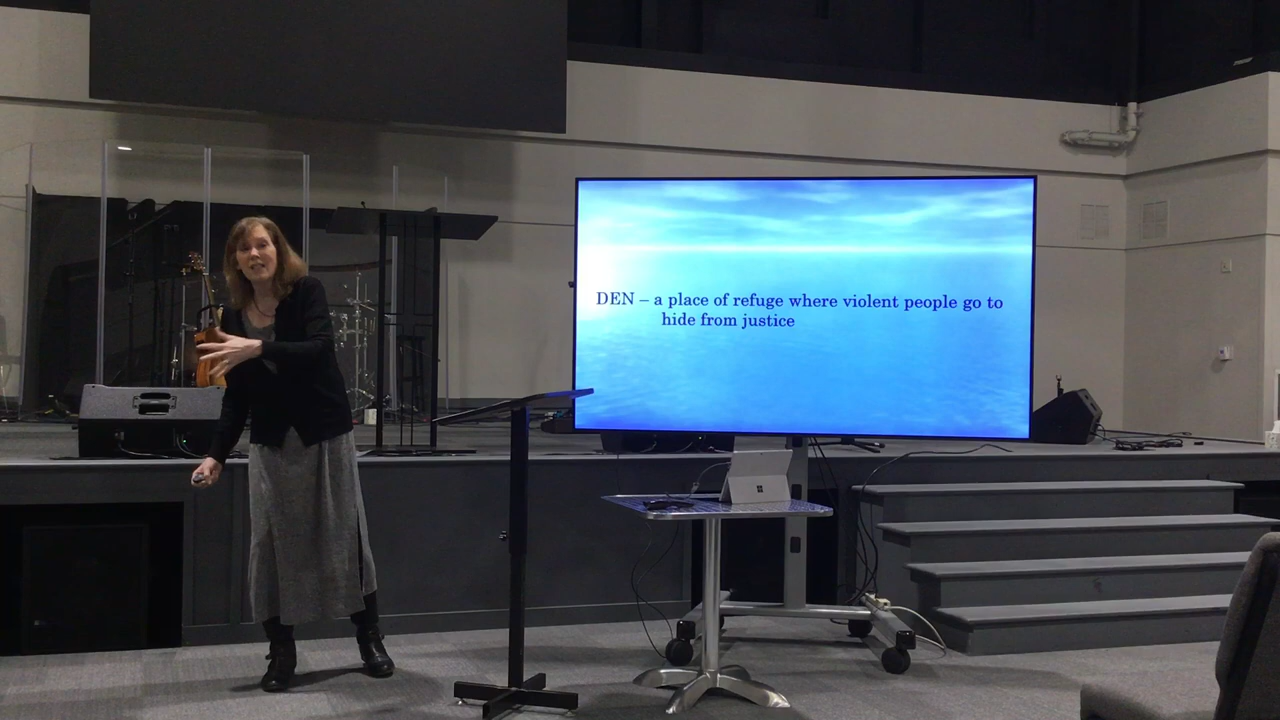 DEN – a place of refuge where violent people go to
hide from justice